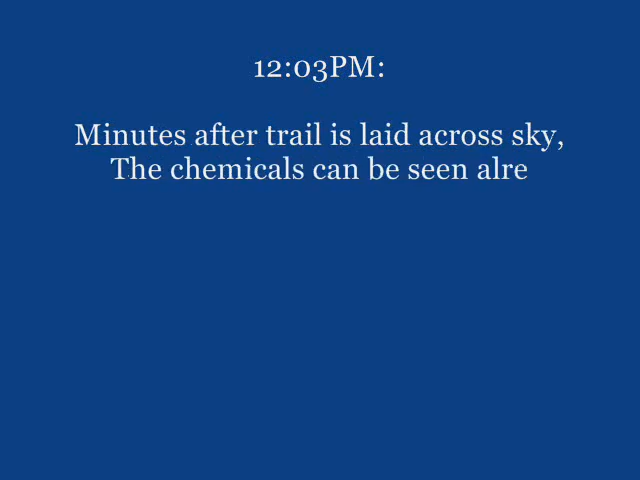 12:03PM:
Minutes after trail is laid across sky,
The chemicals can be seen alre